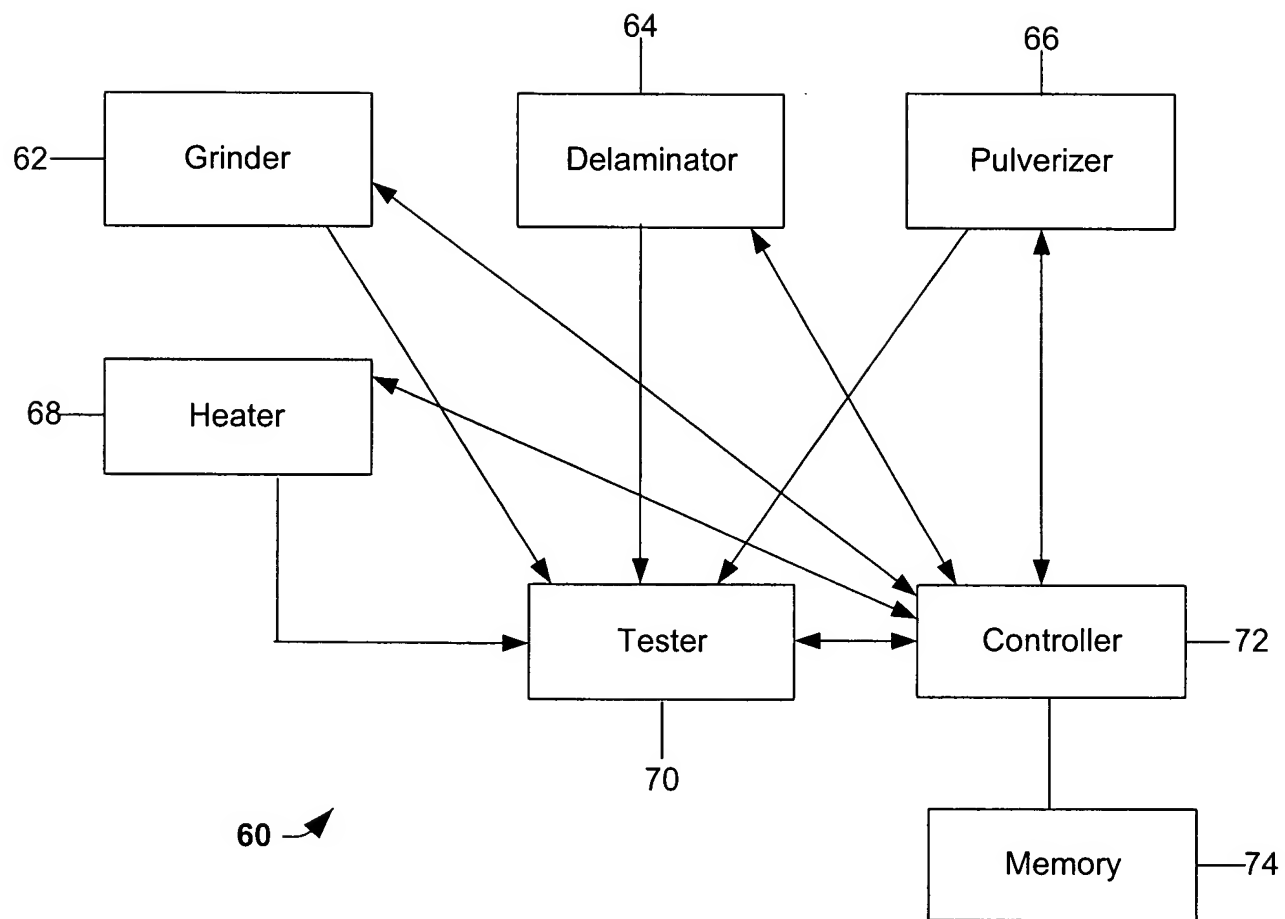 64
66
62
Grinder
Delaminator
Pulverizer
68
Heater
Tester
Controller
72
70
60
Memory
74